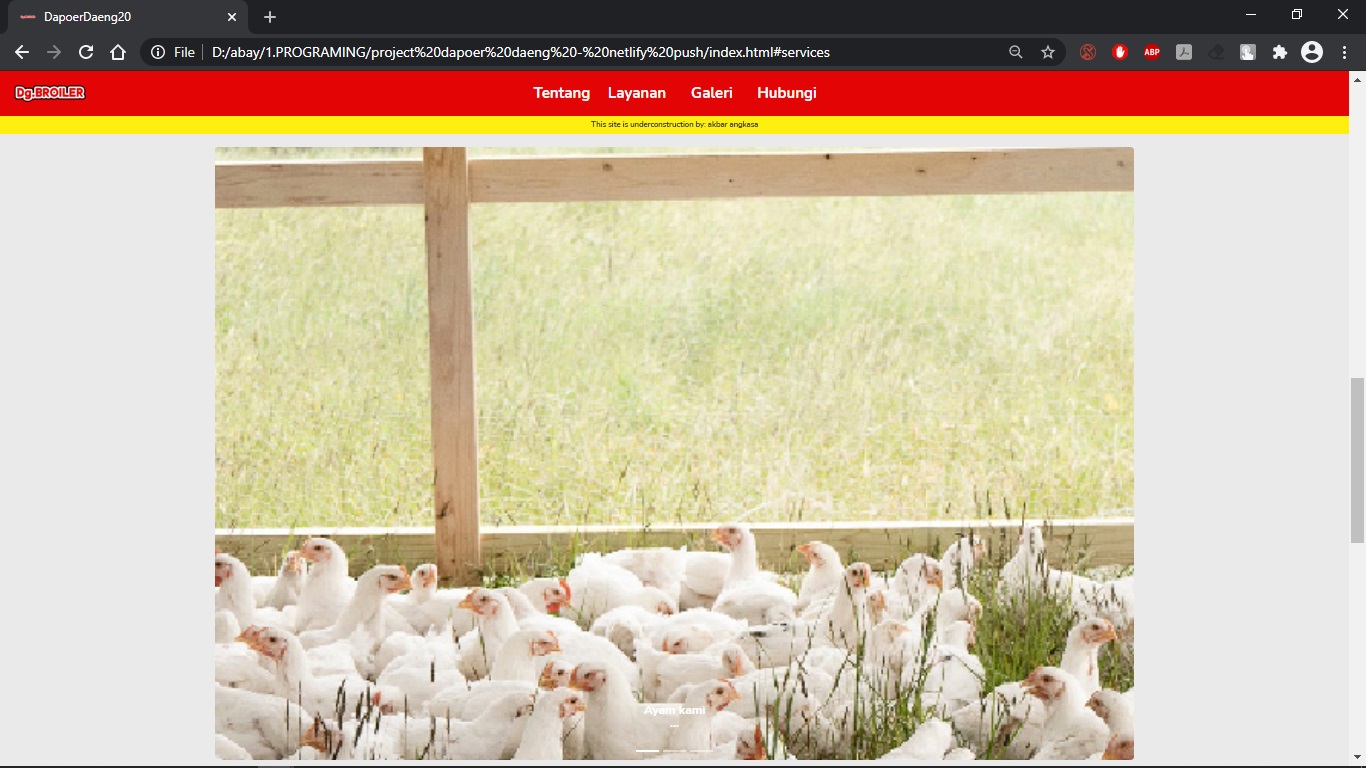 DapoerDaeng20
File
D:/abay/1.PROGRAMING/project%20dapoer%20daeng%20-%20netlify%20push/index.html#services
ABP
Dg.BROILER
Tentang Layanan Galeri Hubungi
This site is underconstruction by: akbar angkasa
Ayam kami
...